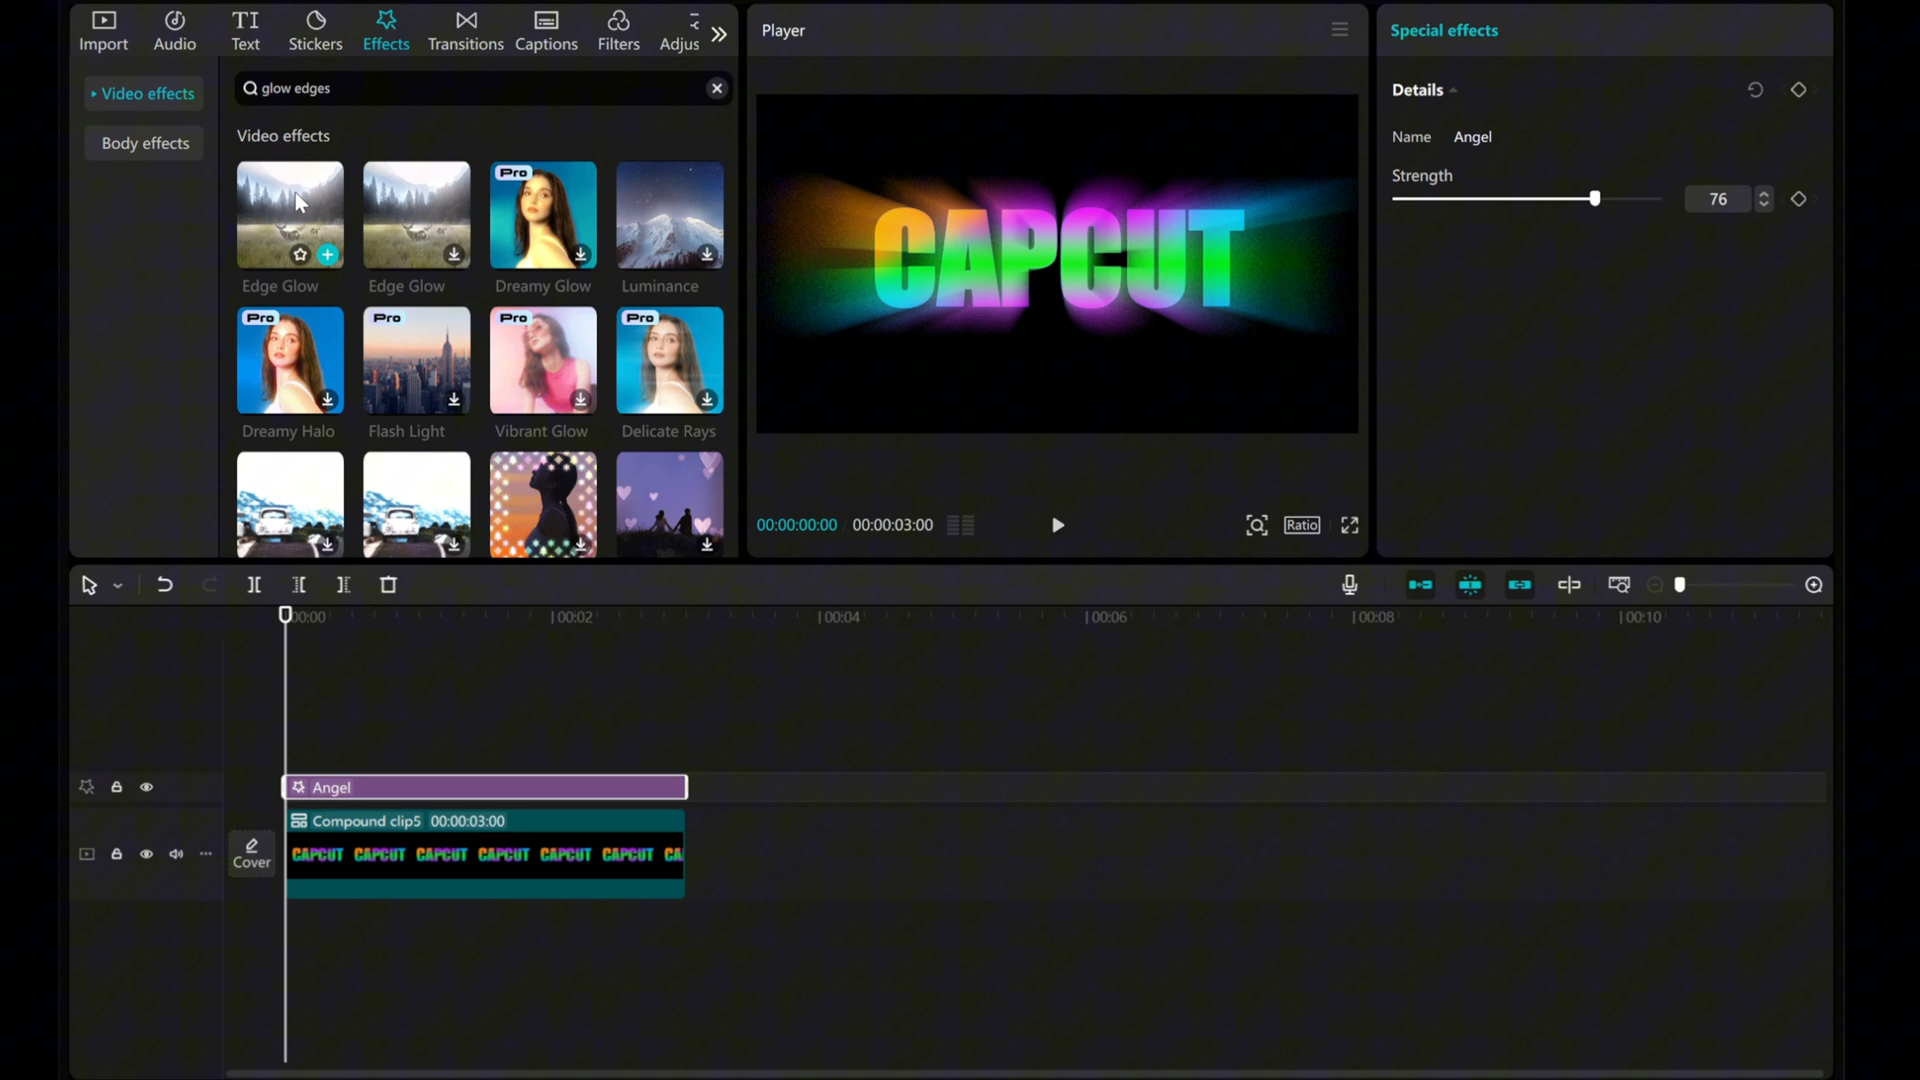 Import
Audio
TI
Text
Stickers
Effects
Transitions
Captions
Filters
Adjus
Video effects
Body effects
glow edges
Video effects
Edge Glow
Edge Glow
Pro
Dreamy Glow
Luminance
Pro
Dreamy Halo
Pro
Flash Light
Pro
Vibrant Glow
Pro
Delicate Rays
Player
CAPCUT
00:00:00:00
00:00:03:00
Ratio
Special effects
Details
Name Angel
Strength
76
00:00
00:02
00:04
00:06
00:08
00:10
Angel
Compound clip5 00:00:03:00
Cover
CAPCUT CAPCUT CAPCUT CAPCUT CAPCUT CAPCUT CA